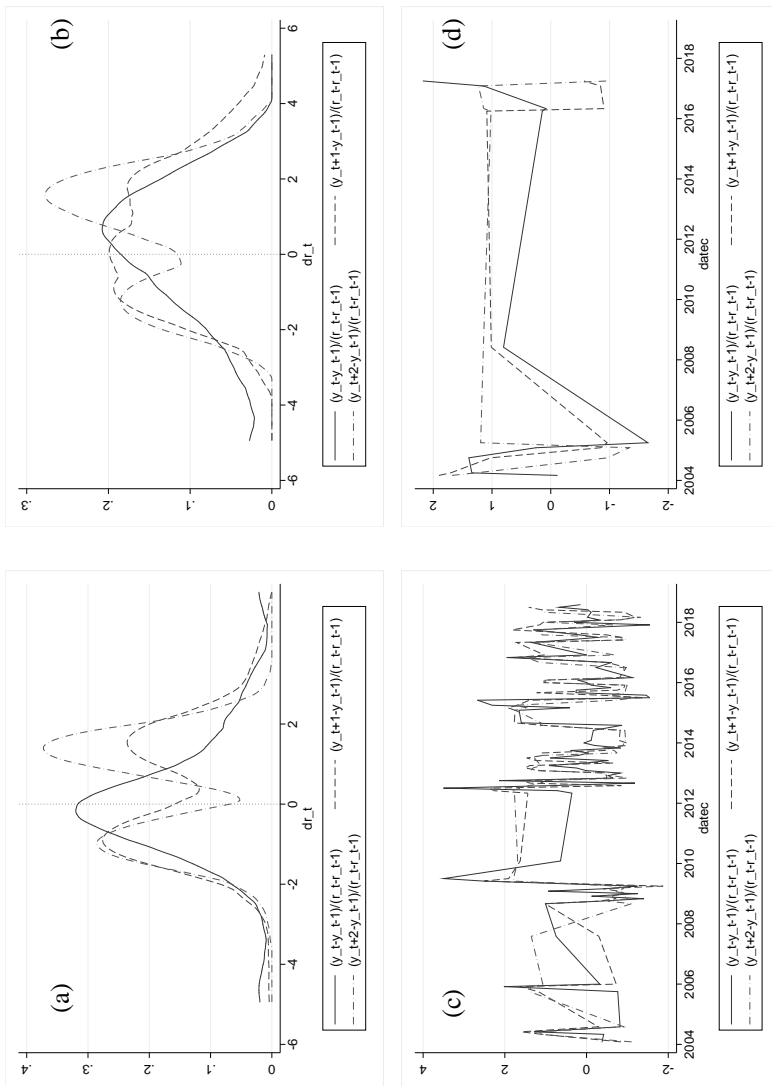 (a)
.4
.3
.2
.1
0
-6 -4 -2 0 2
dr_t
(y_t-y_t-1)/(r_t-r_t-1) (y_t+1-y_t-1)/(r_t-r_t-1)
(y_t+2-y_t-1)/(r_t-r_t-1)
(b)
.3
.2
.1
0
-6 -4 -2 0 2 4 6
dr_t
(y_t-y_t-1)/(r_t-r_t-1) (y_t+1-y_t-1)/(r_t-r_t-1)
(y_t+2-y_t-1)/(r_t-r_t-1)
(c)
4
2
0
-2
2004 2006 2008 2010 2012 2014 2016 2018
datec
(y_t-y_t-1)/(r_t-r_t-1) (y_t+1-y_t-1)/(r_t-r_t-1)
(y_t+2-y_t-1)/(r_t-r_t-1)
(d)
2
1
0
-1
-2
2004 2006 2008 2010 2012 2014 2016 2018
datec
(y_t-y_t-1)/(r_t-r_t-1) (y_t+1-y_t-1)/(r_t-r_t-1)
(y_t+2-y_t-1)/(r_t-r_t-1)